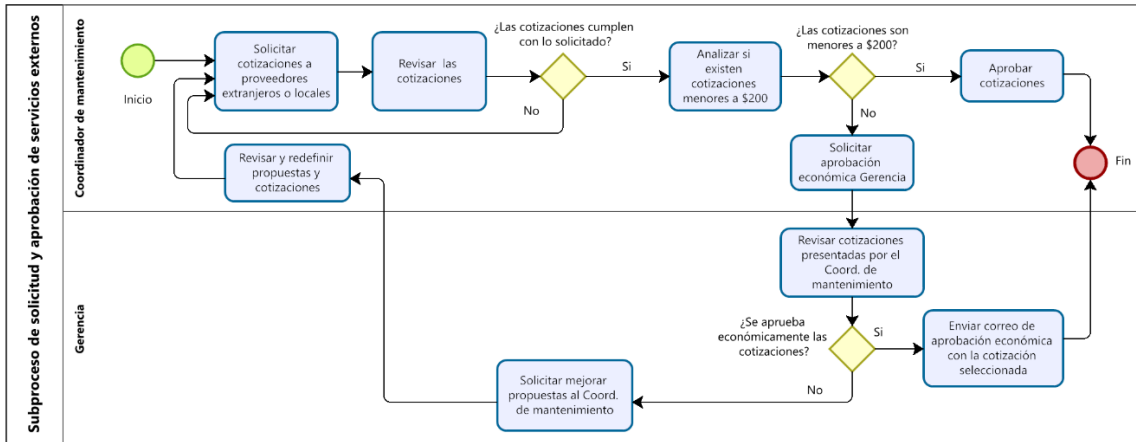 Subproceso de solicitud y aprobación de servicios externos
Coordinador de mantenimiento
Inicio
Solicitar
cotizaciones a
proveedores
extranjeros o locales
Revisar las
cotizaciones
¿Las cotizaciones cumplen
con lo solicitado?
Si
No
Analizar si
existen
cotizaciones
menores a $200
¿Las cotizaciones son
menores a $200?
Si
No
Aprobar
cotizaciones
Fin
Solicitar
aprobación
económica Gerencia
Revisar y redefinir
propuestas y
cotizaciones
Gerencia
Revisar cotizaciones
presentadas por el
Coord. de
mantenimiento
¿Se aprueba
económicamente las
cotizaciones?
Si
No
Enviar correo de
aprobación económica
con la cotización
seleccionada
Solicitar mejorar
propuestas al Coord.
de mantenimiento